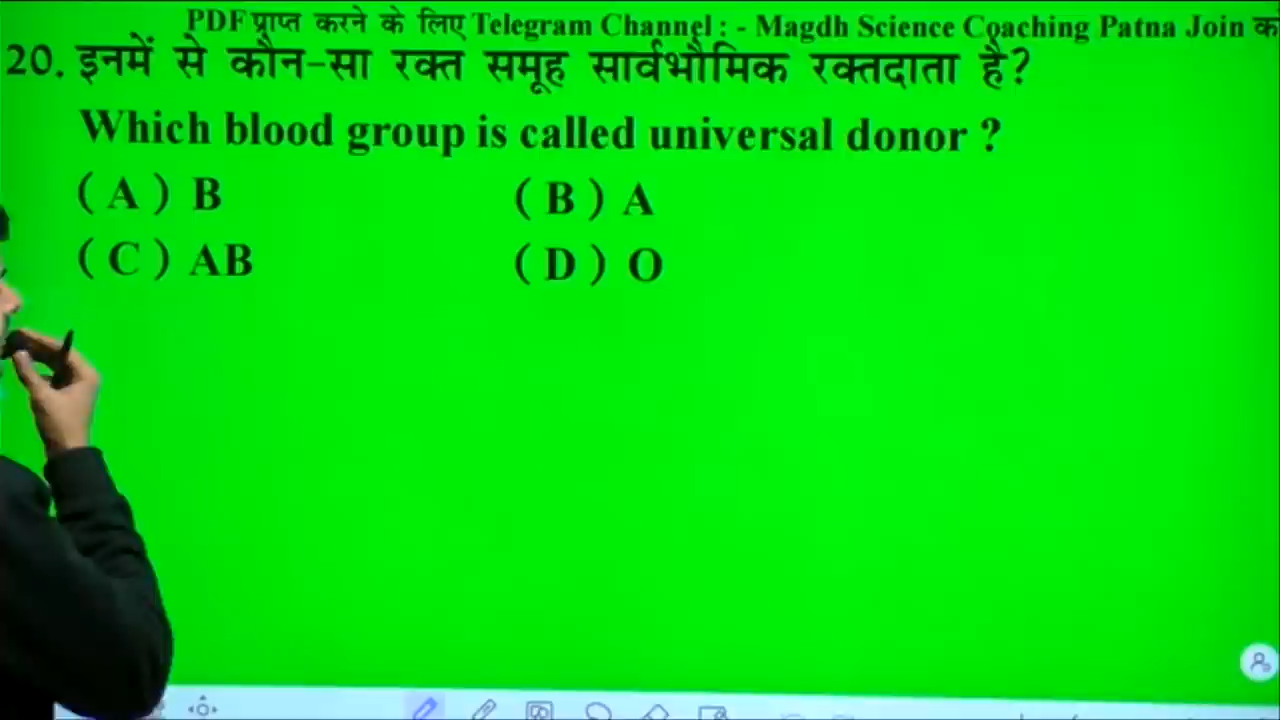 PDF प्राप्त करने के लिए Telegram Channel : - Magdh Science Coaching Patna Join
20. इनमें से कौन-सा रक्त समूह सार्वभौमिक रक्तदाता है?
Which blood group is called universal donor ?
( A ) B ( B ) A
( C ) AB ( D ) O